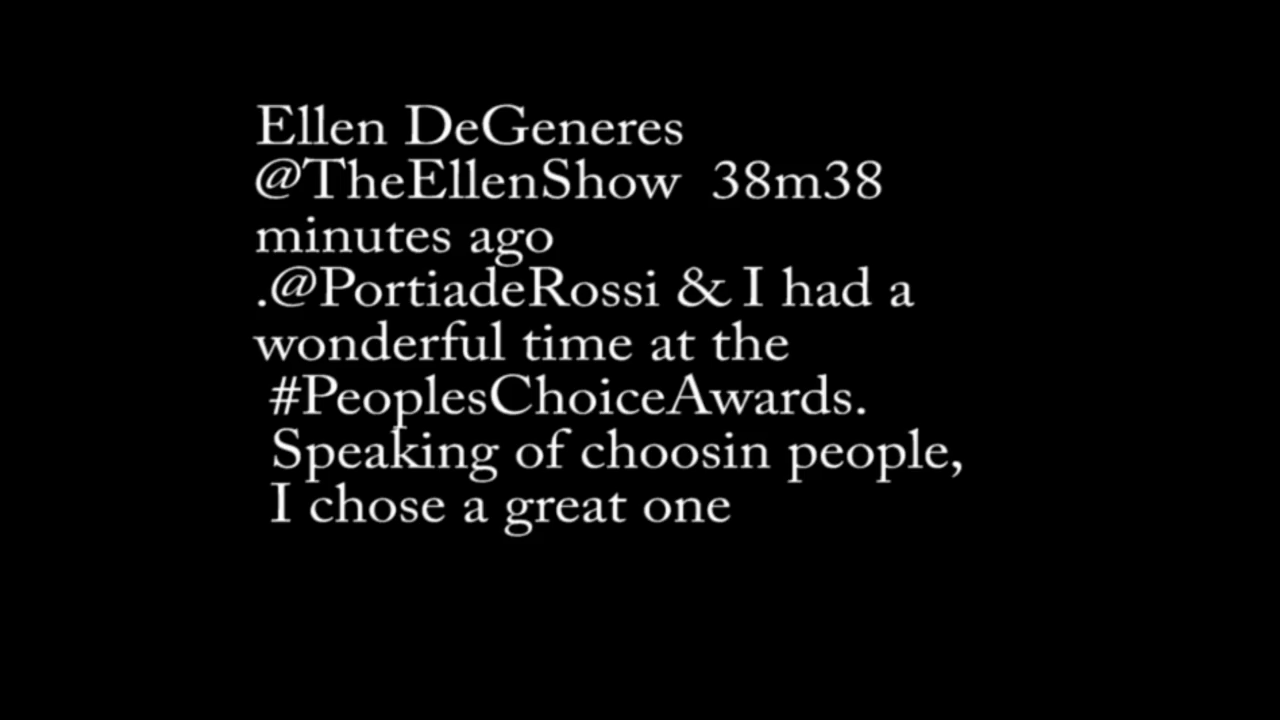 Ellen DeGeneres
@TheEllenShow 38m38
minutes ago
.@PortiadeRossi & I had a
wonderful time at the
#PeoplesChoiceAwards.
Speaking of choosin people,
I chose a great one